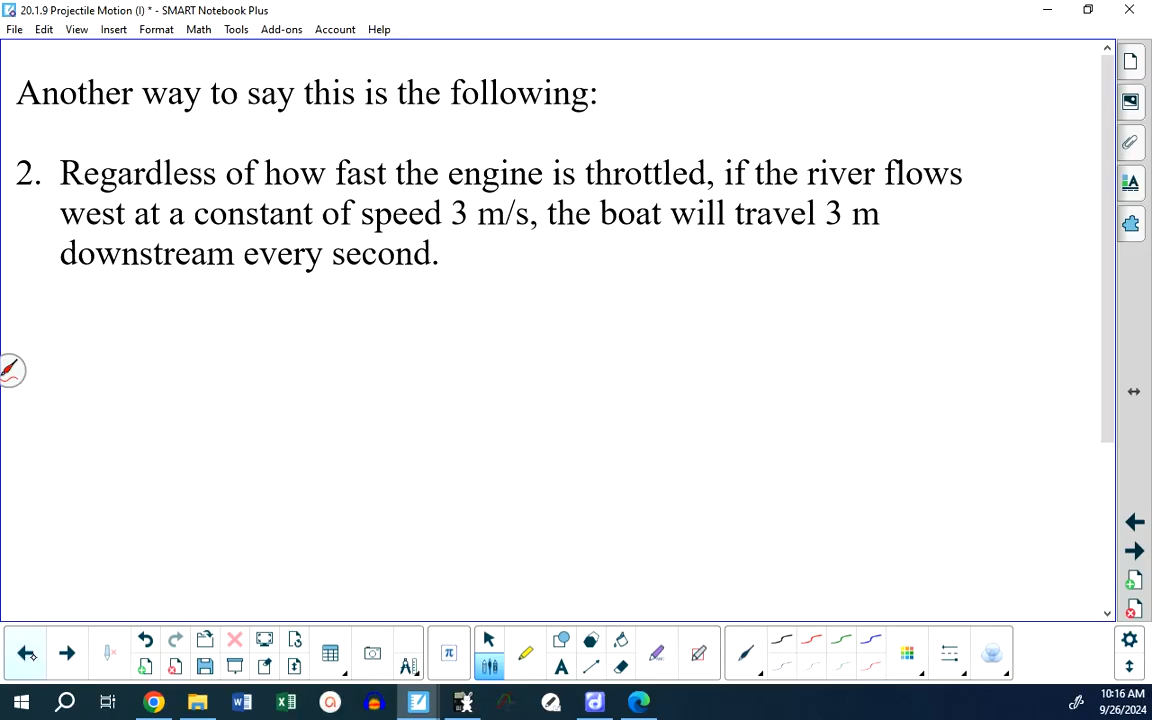 20.1.9 Projectile Motion (I) * - SMART Notebook Plus
File Edit View Insert Format Math Tools Add-ons Account Help
Another way to say this is the following:
2. Regardless of how fast the engine is throttled, if the river flows
west at a constant of speed 3 m/s, the boat will travel 3 m
downstream every second.
10:16 AM
9/26/2024